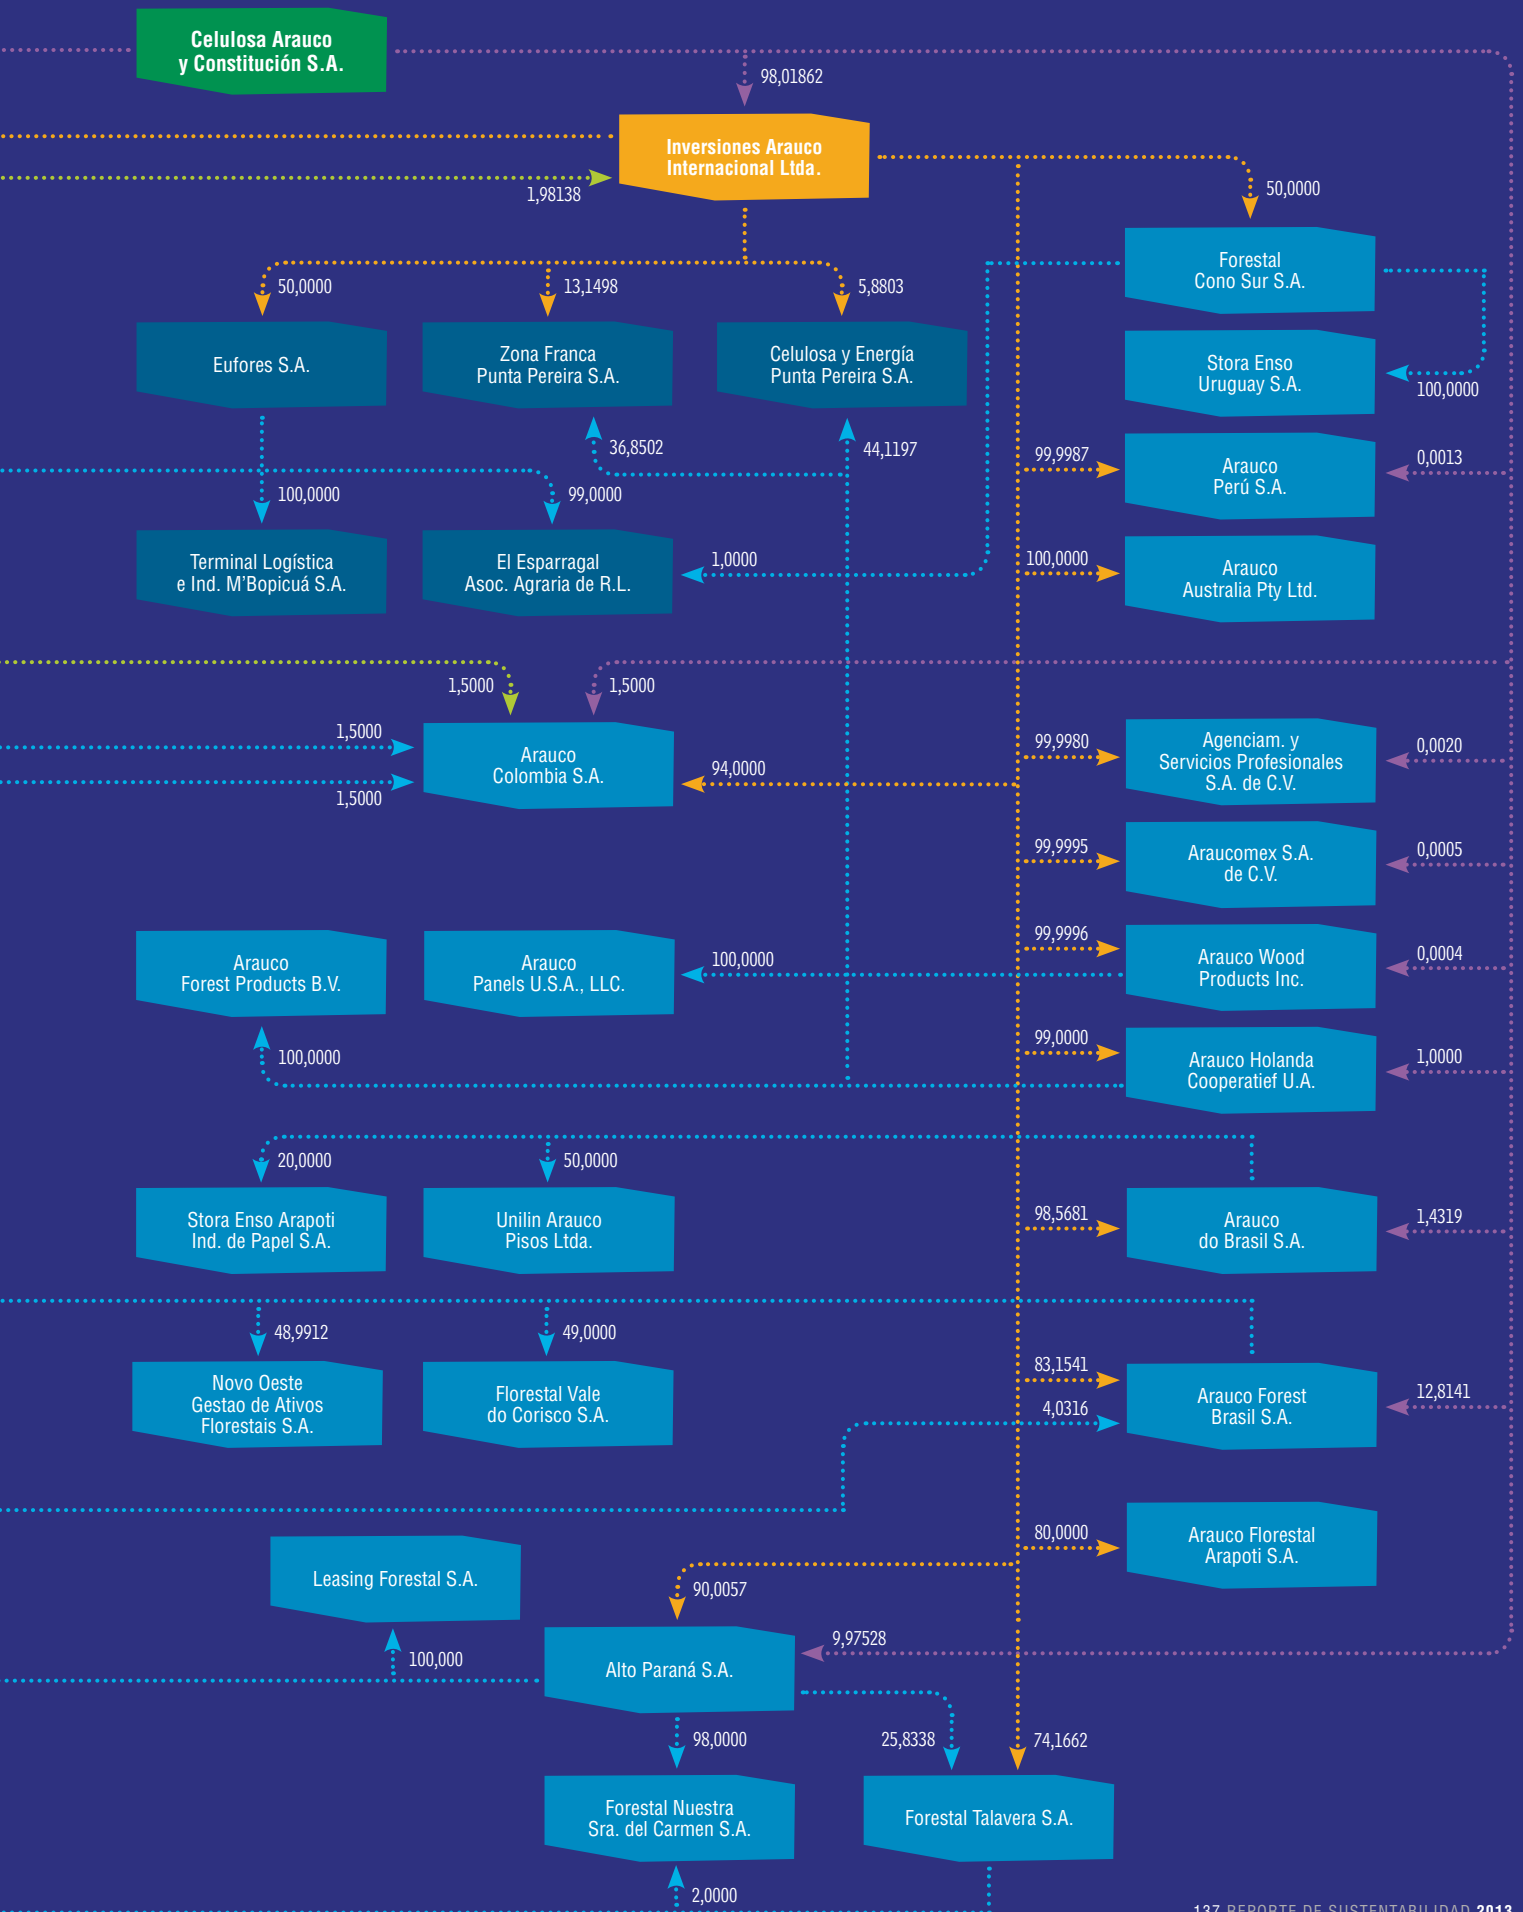 Celulosa Arauco
y Constitución S.A.
98,01862
Inversiones Arauco
Internacional Ltda.
1,98138
50,0000
Forestal
Cono Sur S.A.
50,0000
13,1498
5,8803
Eufores S.A.
Zona Franca
Punta Pereira S.A.
Celulosa y Energía
Punta Pereira S.A.
Stora Enso
Uruguay S.A.
100,0000
36,8502
44,1197
99,9987
Arauco
Perú S.A.
0,0013
100,0000
99,0000
Terminal Logística
e Ind. M’Bopicuá S.A.
El Esparragal
Asoc. Agraria de R.L.
1,0000
100,0000
Arauco
Australia Pty Ltd.
1,5000
1,5000
1,5000
1,5000
Arauco
Colombia S.A.
94,0000
99,9980
Agenciam. y
Servicios Profesionales
S.A. de C.V.
0,0020
99,9995
Araucomex S.A.
de C.V.
0,0005
Arauco
Forest Products B.V.
Arauco
Panels U.S.A., LLC.
100,0000
99,9996
Arauco Wood
Products Inc.
0,0004
100,0000
99,0000
Arauco Holanda
Cooperatief U.A.
1,0000
20,0000
50,0000
Stora Enso Arapoti
Ind. de Papel S.A.
Unilin Arauco
Pisos Ltda.
98,5681
Arauco
do Brasil S.A.
1,4319
48,9912
49,0000
Novo Oeste
Gestao de Ativos
Florestais S.A.
Florestal Vale
do Corisco S.A.
83,1541
4,0316
Arauco Forest
Brasil S.A.
12,8141
80,0000
Arauco Florestal
Arapoti S.A.
Leasing Forestal S.A.
90,0057
100,000
Alto Paraná S.A.
9,97528
98,0000
25,8338
74,1662
Forestal Nuestra
Sra. del Carmen S.A.
Forestal Talavera S.A.
2,0000
137 REPORTE DE SUSTENTABILIDAD 2013